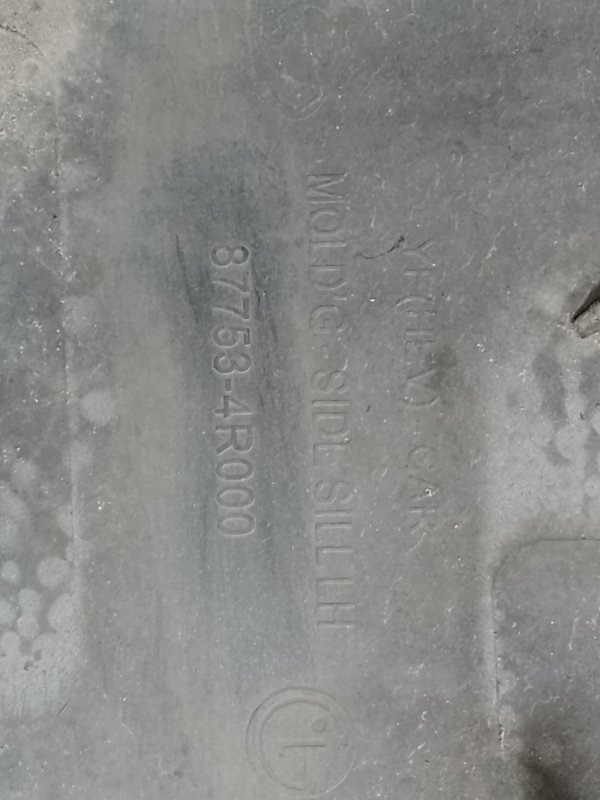 YF(HEV) CAR
MOLD'G-SIDE SILL LH
87753-4R000